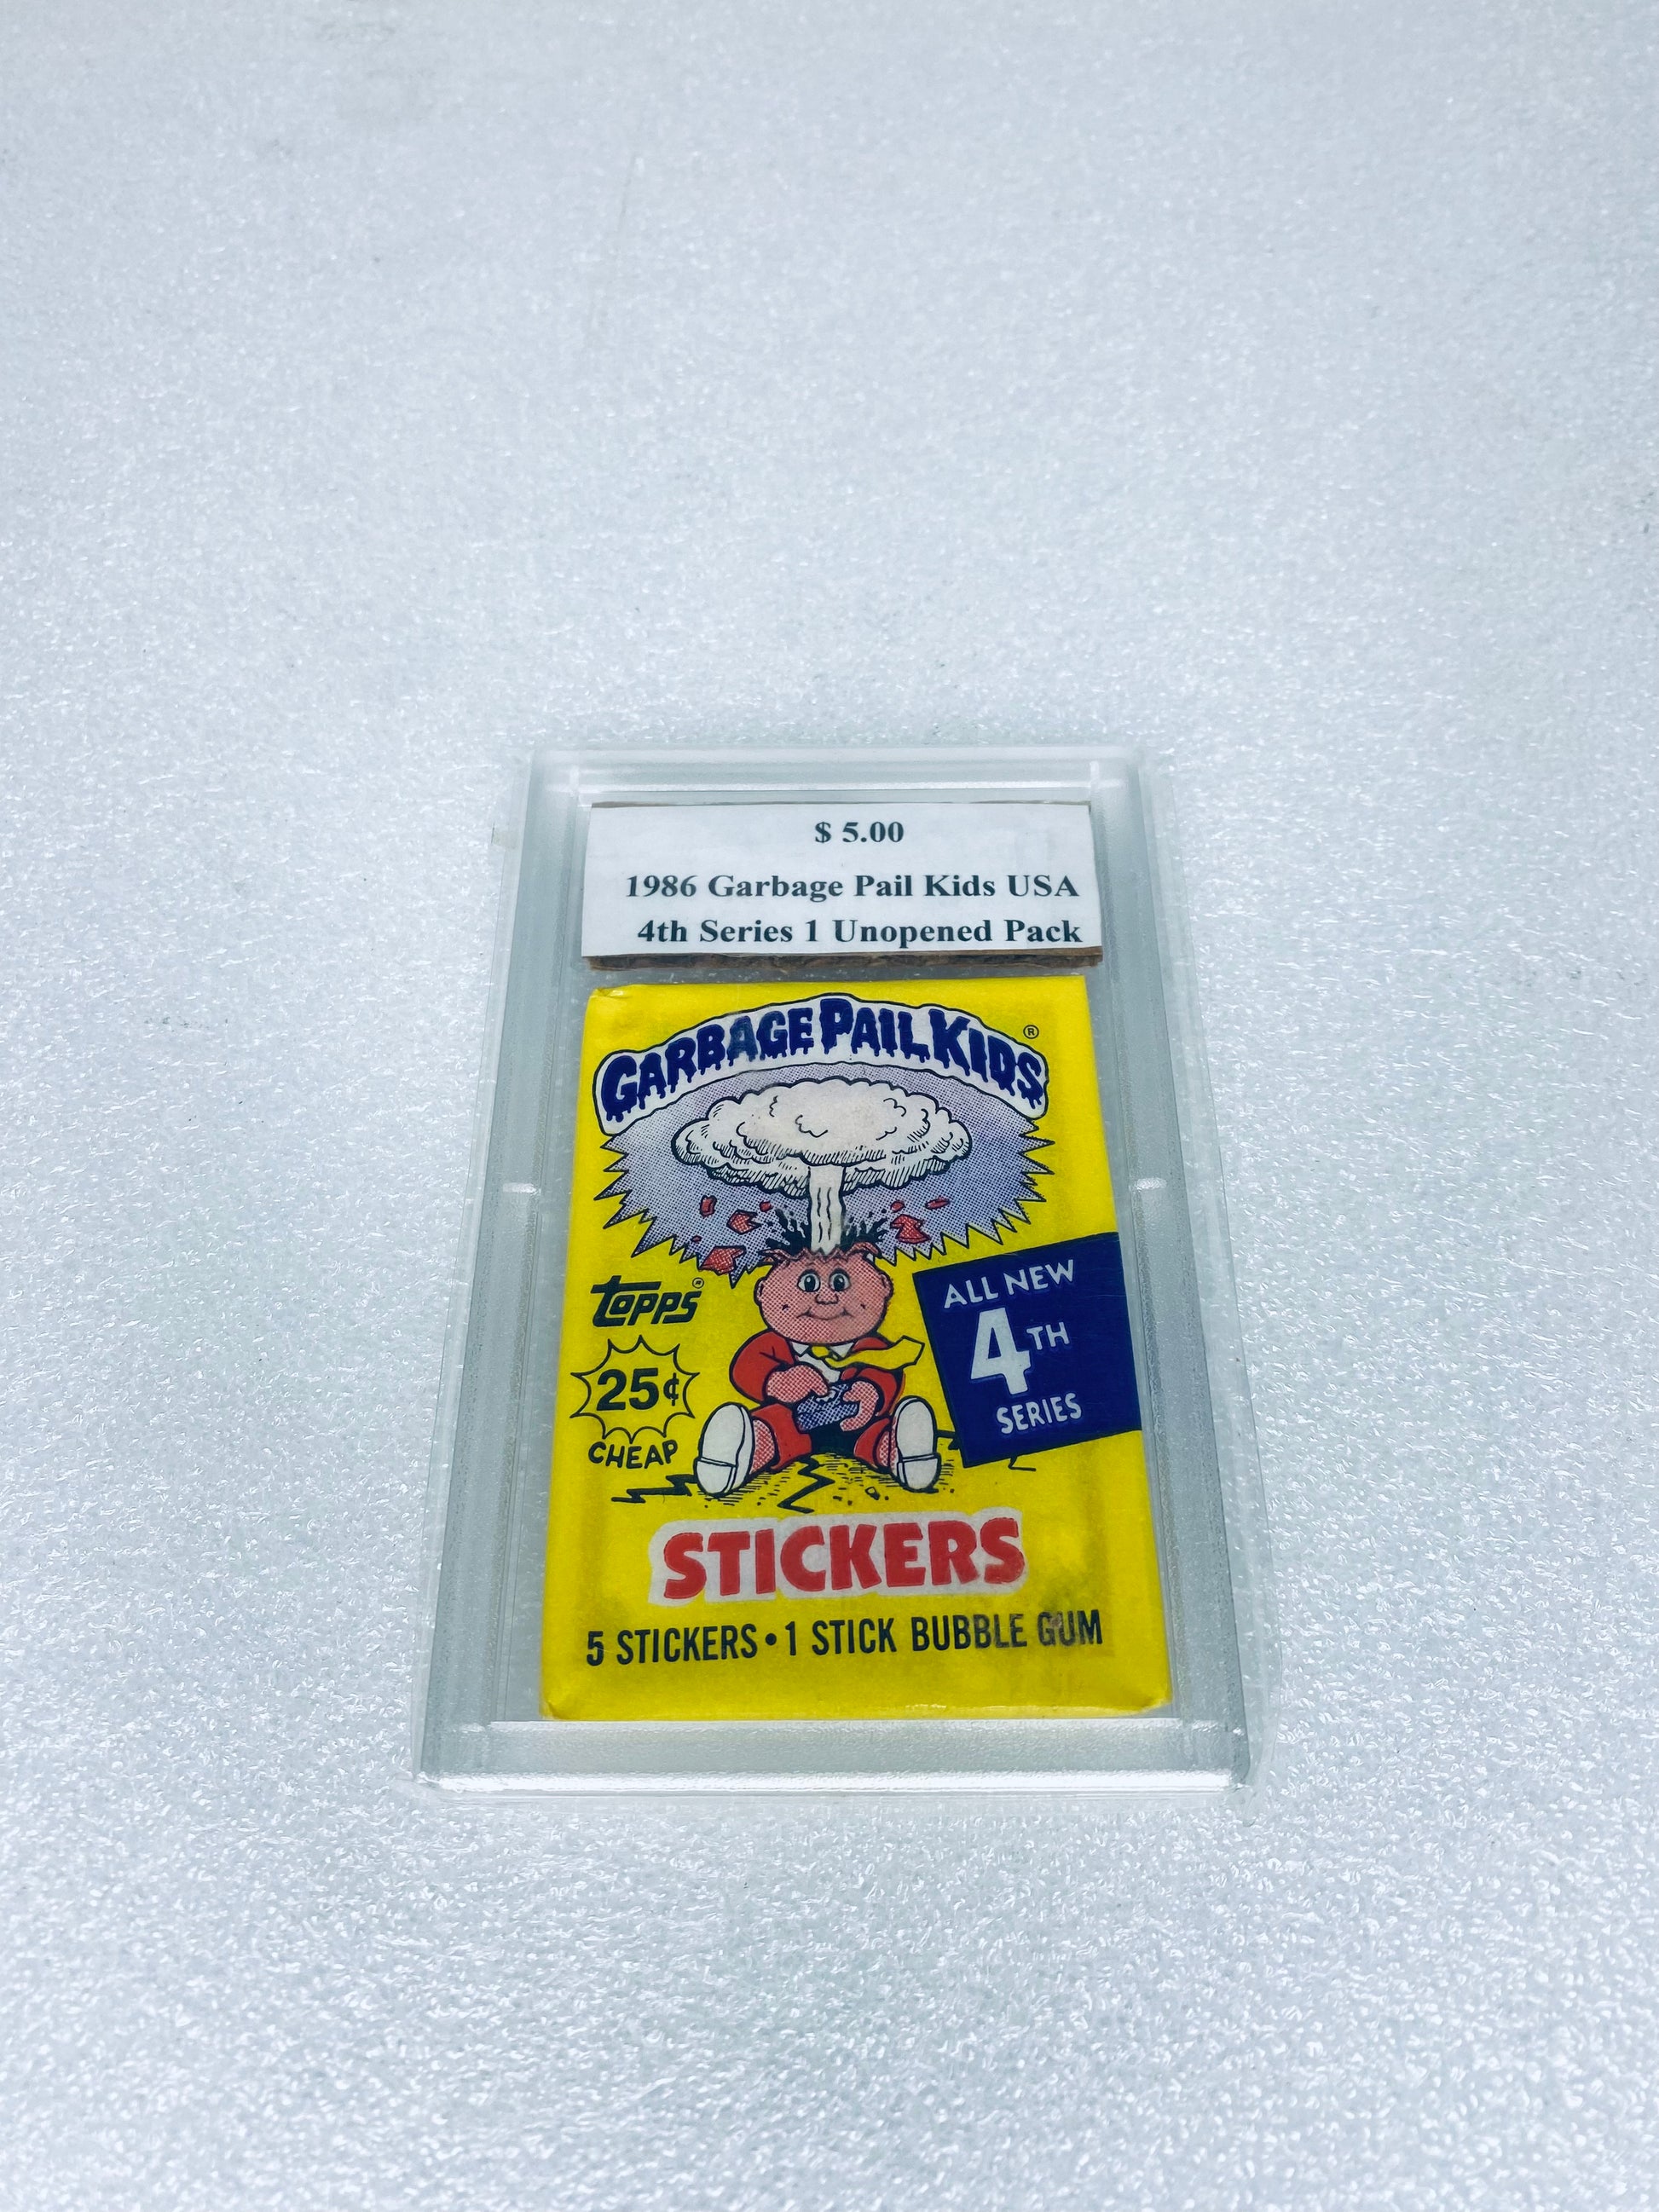 $ 5.00
1986 Garbage Pail Kids USA
4th Series 1 Unopened Pack
GARBAGE PAIL KIDS ®
topps®
25¢
CHEAP
ALL NEW
4TH
SERIES
STICKERS
5 STICKERS • 1 STICK BUBBLE GUM